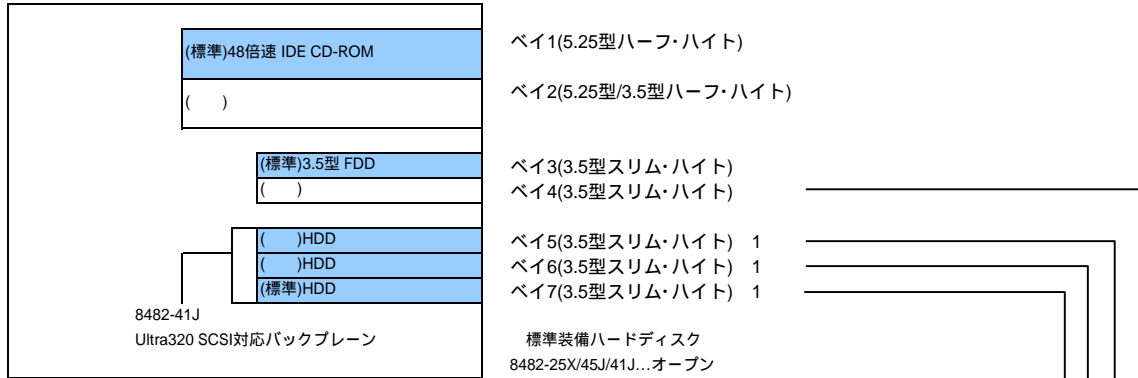 (標準)48倍速 IDE CD-ROM
ベイ1(5.25型ハーフ・ハイト)
(　　)
ベイ2(5.25型/3.5型ハーフ・ハイト)
(標準)3.5型 FDD
ベイ3(3.5型スリム・ハイト)
(　　)
ベイ4(3.5型スリム・ハイト)
(　　)HDD
ベイ5(3.5型スリム・ハイト)　1
(　　)HDD
ベイ6(3.5型スリム・ハイト)　1
(標準)HDD
ベイ7(3.5型スリム・ハイト)　1
8482-41J
Ultra320 SCSI対応バックプレーン
標準装備ハードディスク
8482-25X/45J/41J…オープン